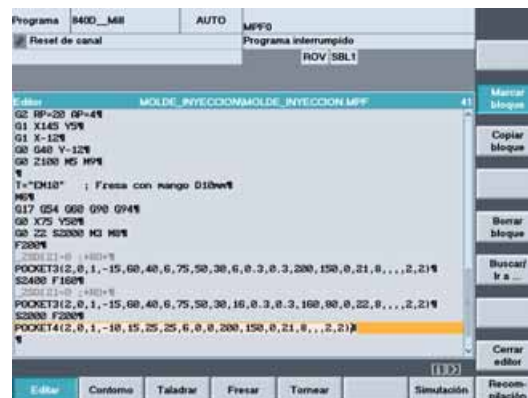 Programa 840D__Mill AUTO MPF0
Reset de canal Programa interrumpido
ROV SBL1
Editor MOLDE_INYECCION\MOLDE_INYECCION.MPF 41
G2 RP=20 AP=4¶
G1 X145 Y5¶
G1 X-12¶
G0 G40 Y-12¶
G0 Z100 M5 M9¶
¶
T="EM10" ; Fresa con mango D10mm¶
M6¶
G17 G54 G60 G90 G94¶
G0 X75 Y50¶
G0 Z2 S2000 M3 M8¶
F200¶
POCKET3(2,0,1,-15,60,40,6,75,50,30,6,0.3,0.3,200,150,0,21,8,,,,2,2)¶
S2400 F160¶
POCKET3(2,0,1,-15,60,40,6,75,50,30,16,0.3,0.3,160,80,0,22,8,,,,2,2)¶
S2000 F200¶
POCKET4(2,0,1,-10,15,25,25,6,0,0,200,150,0,21,8,,,2,2)¶
¶
Marcar bloque
Copiar bloque
Borrar bloque
Buscar/ Ir a ...
Cerrar editor
Recom- pilación
Editar Contorno Taladrar Fresar Tornear Simulación